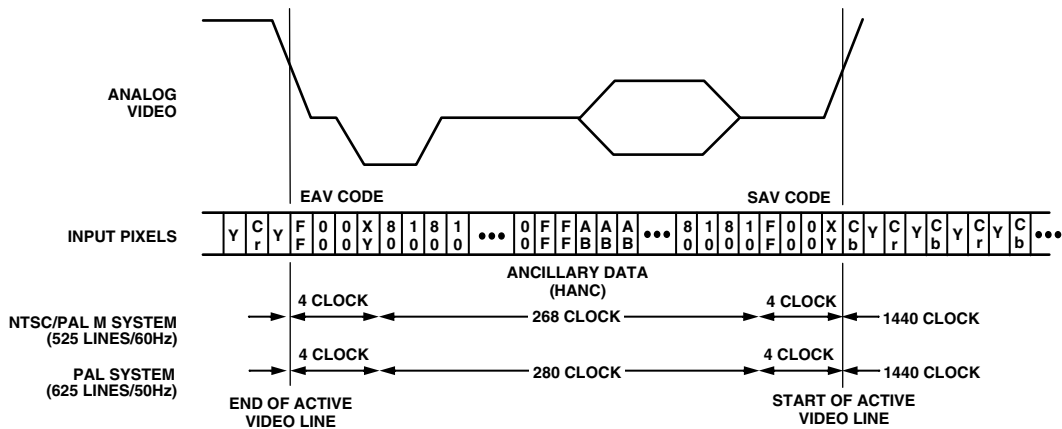 ANALOG
VIDEO
EAV CODE
SAV CODE
INPUT PIXELS
Y Cr Y FF 00 00 XY 80 10 80 10 ••• 00 FF FF AB AB AB ••• 80 10 80 10 FF 00 00 XY Cb Y Cr Y Cb Y Cr Y Cb •••
ANCILLARY DATA
(HANC)
NTSC/PAL M SYSTEM
(525 LINES/60Hz)
4 CLOCK
268 CLOCK
4 CLOCK
1440 CLOCK
PAL SYSTEM
(625 LINES/50Hz)
4 CLOCK
280 CLOCK
4 CLOCK
1440 CLOCK
END OF ACTIVE
VIDEO LINE
START OF ACTIVE
VIDEO LINE